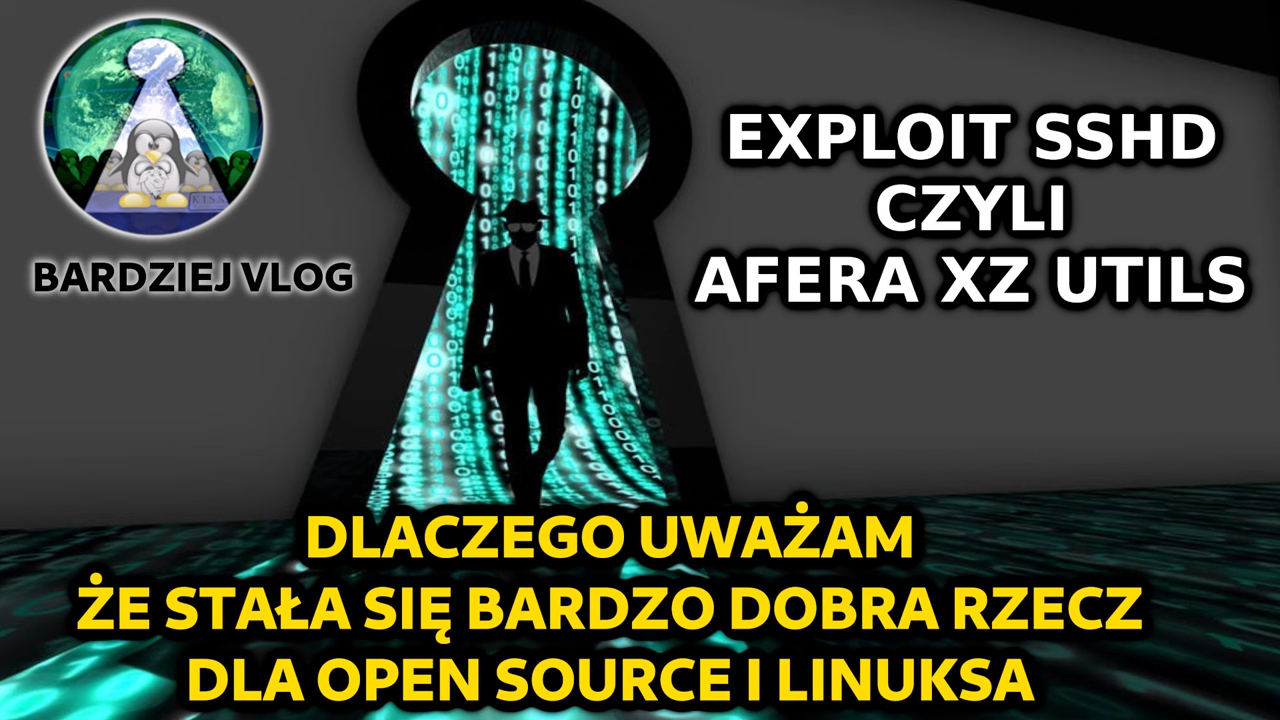 BARDZIEJ VLOG
EXPLOIT SSHD
CZYLI
AFERA XZ UTILS
DLACZEGO UWAŻAM
ŻE STAŁA SIĘ BARDZO DOBRA RZECZ
DLA OPEN SOURCE I LINUKSA